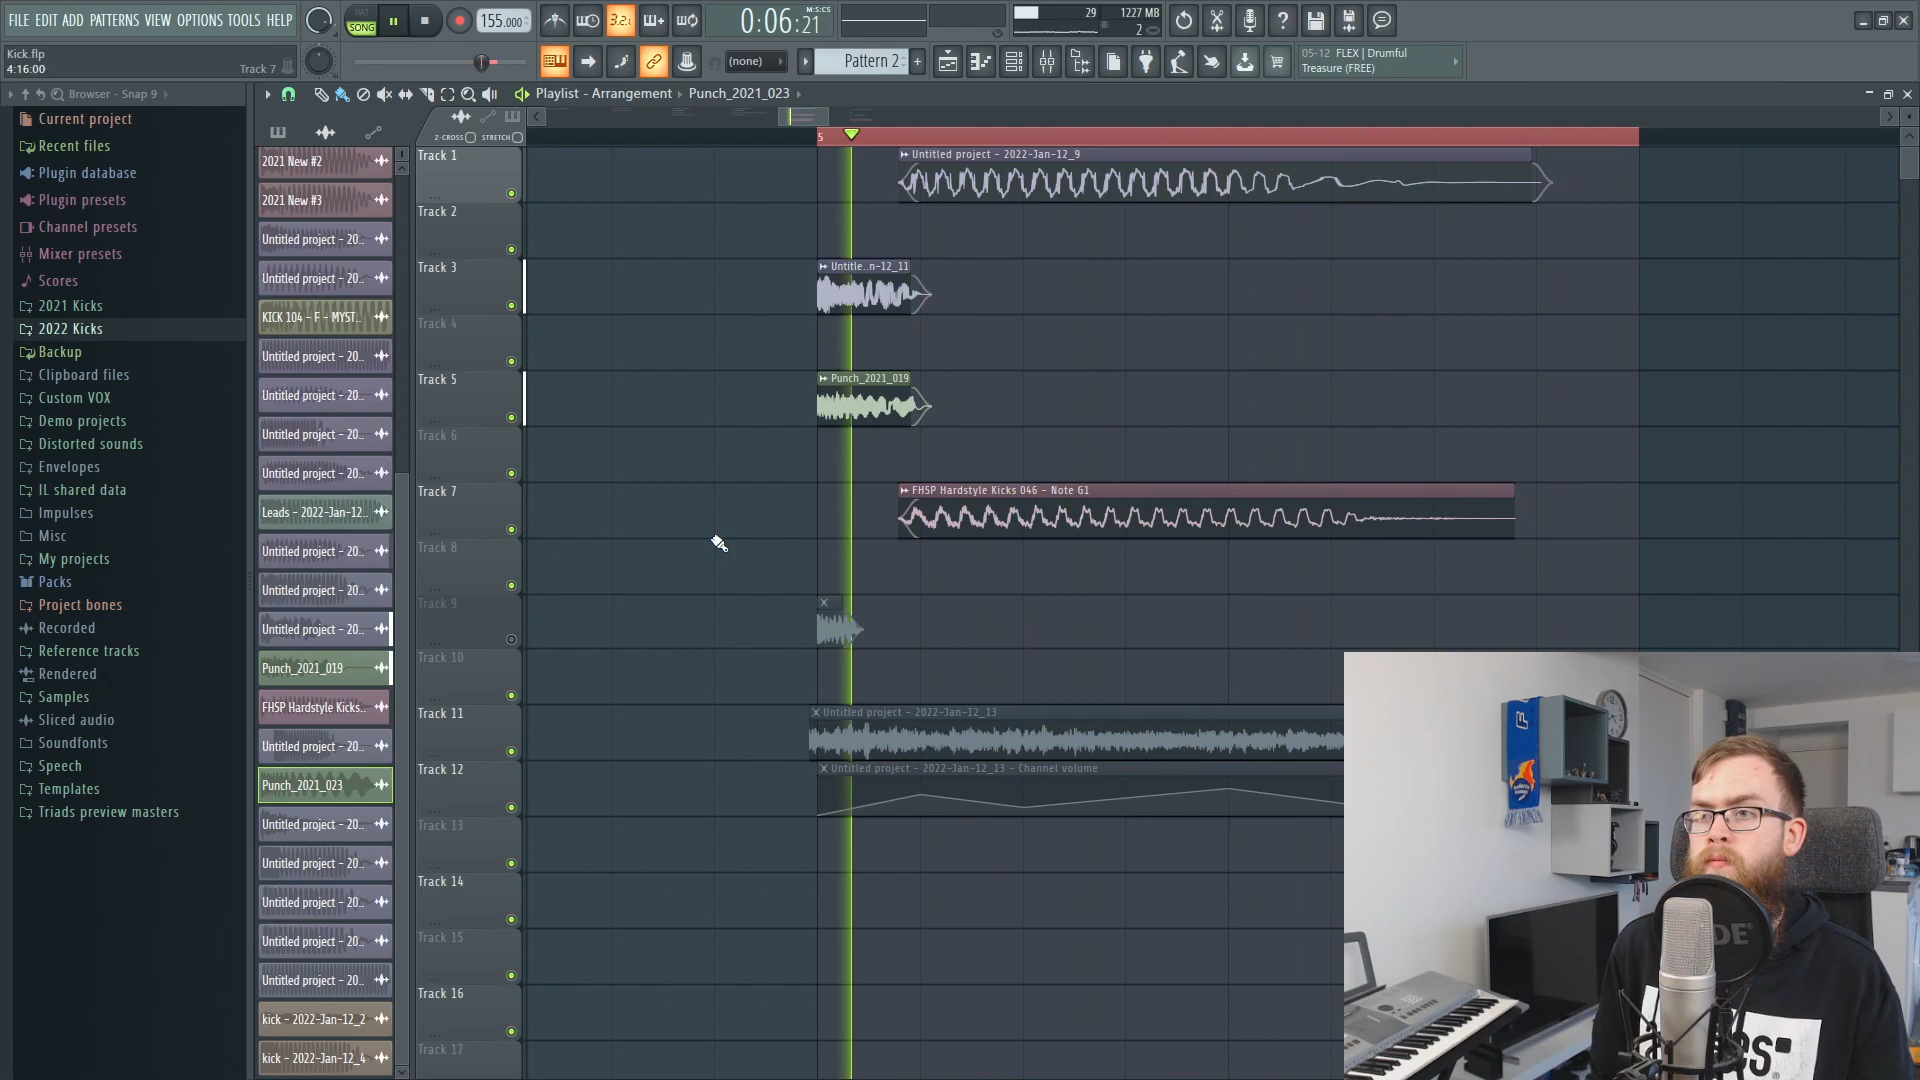 FILE EDIT ADD PATTERNS VIEW OPTIONS TOOLS HELP
PAT
SONG
155.000
3.2.
0:06:21
M:S:CS
29
1227 MB
2
Kick.flp
4:16:00
Track 7
(none)
Pattern 2
05-12 FLEX | Drumful
Treasure (FREE)
Browser - Snap 9
Playlist - Arrangement
Punch_2021_023
Z-CROSS
STRETCH
5
Current project
Recent files
Plugin database
Plugin presets
Channel presets
Mixer presets
Scores
2021 Kicks
2022 Kicks
Backup
Clipboard files
Custom VOX
Demo projects
Distorted sounds
Envelopes
IL shared data
Impulses
Misc
My projects
Packs
Project bones
Recorded
Reference tracks
Rendered
Samples
Sliced audio
Soundfonts
Speech
Templates
Triads preview masters
2021 New #2
2021 New #3
Untitled project - 20..
Untitled project - 20..
KICK 104 - F - MYST..
Untitled project - 20..
Untitled project - 20..
Untitled project - 20..
Untitled project - 20..
Leads - 2022-Jan-12..
Untitled project - 20..
Untitled project - 20..
Untitled project - 20..
Punch_2021_019
FHSP Hardstyle Kicks..
Untitled project - 20..
Punch_2021_023
Untitled project - 20..
Untitled project - 20..
Untitled project - 20..
Untitled project - 20..
Untitled project - 20..
kick - 2022-Jan-12_2
kick - 2022-Jan-12_4
Track 1
Track 2
Track 3
Track 4
Track 5
Track 6
Track 7
Track 8
Track 9
Track 10
Track 11
Track 12
Track 13
Track 14
Track 15
Track 16
Track 17
Untitled project - 2022-Jan-12_9
Untitle..n-12_11
Punch_2021_019
FHSP Hardstyle Kicks 046 - Note G1
Untitled project - 2022-Jan-12_13
Untitled project - 2022-Jan-12_13 - Channel volume